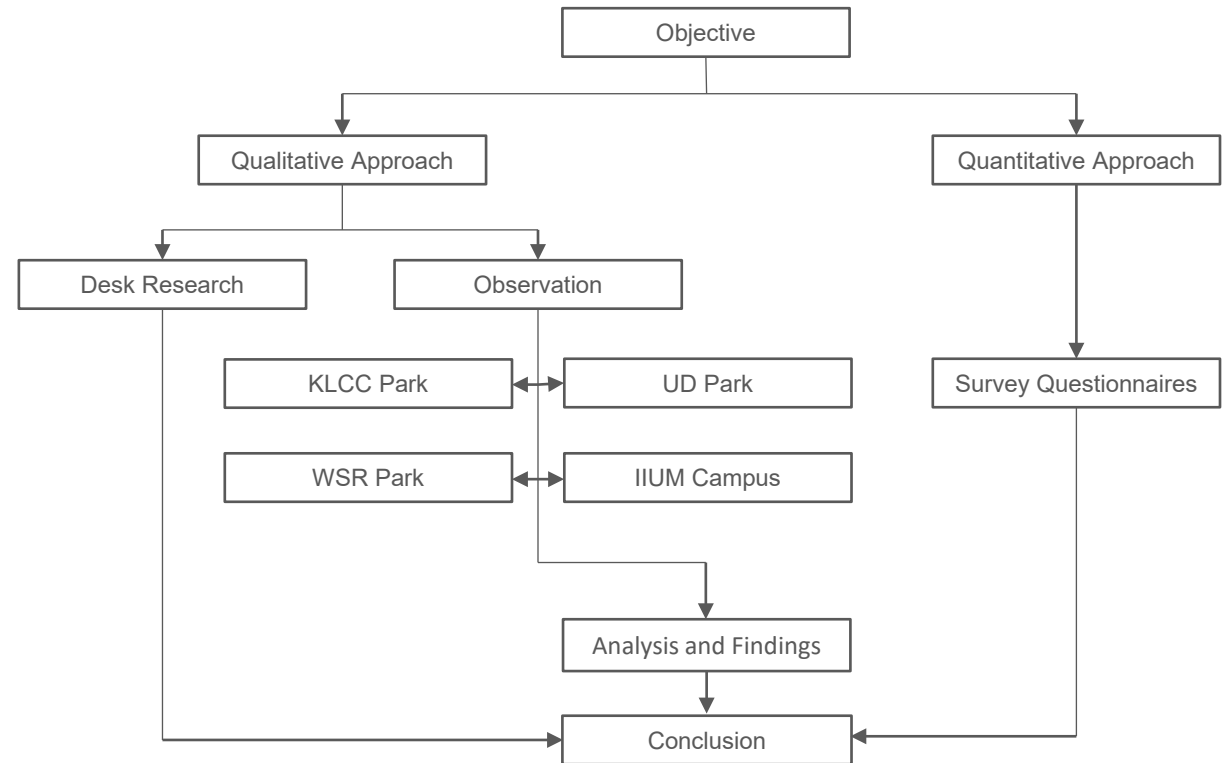 Objective
Qualitative Approach
Quantitative Approach
Desk Research
Observation
KLCC Park
UD Park
Survey Questionnaires
WSR Park
IIUM Campus
Analysis and Findings
Conclusion